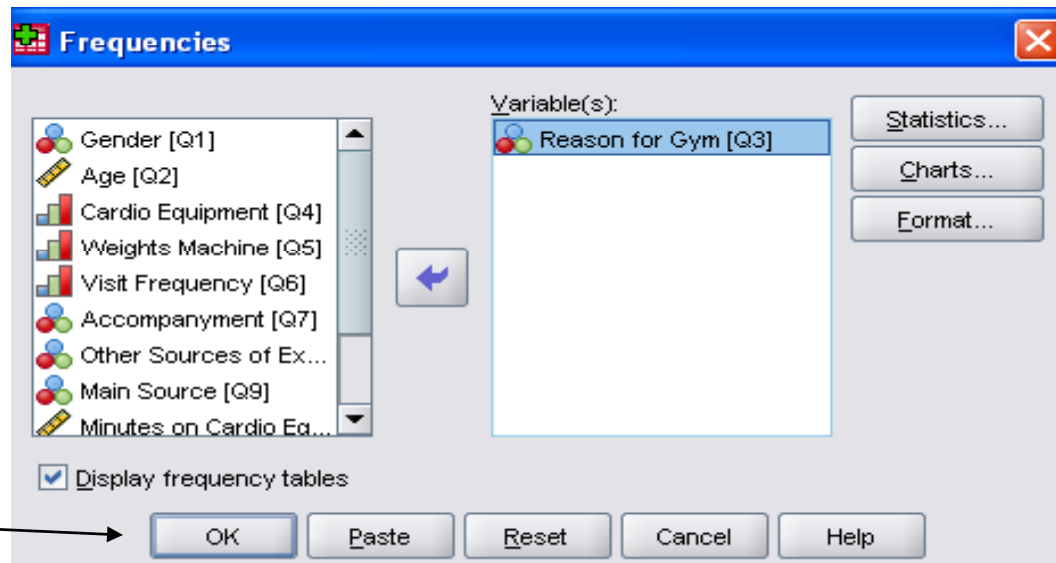 Frequencies
Variable(s):
Gender [Q1]
Age [Q2]
Cardio Equipment [Q4]
Weights Machine [Q5]
Visit Frequency [Q6]
Accompanyment [Q7]
Other Sources of Ex...
Main Source [Q9]
Minutes on Cardio Eq...
Reason for Gym [Q3]
Statistics...
Charts...
Format...
Display frequency tables
OK Paste Reset Cancel Help